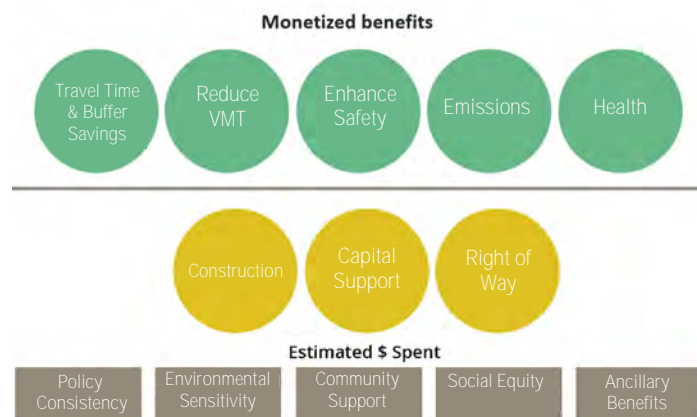 Monetized benefits
Travel Time
& Buffer
Savings
Reduce
VMT
Enhance
Safety
Emissions
Health
Construction
Capital
Support
Right of
Way
Estimated $ Spent
Policy
Consistency
Environmental
Sensitivity
Community
Support
Social Equity
Ancillary
Benefits